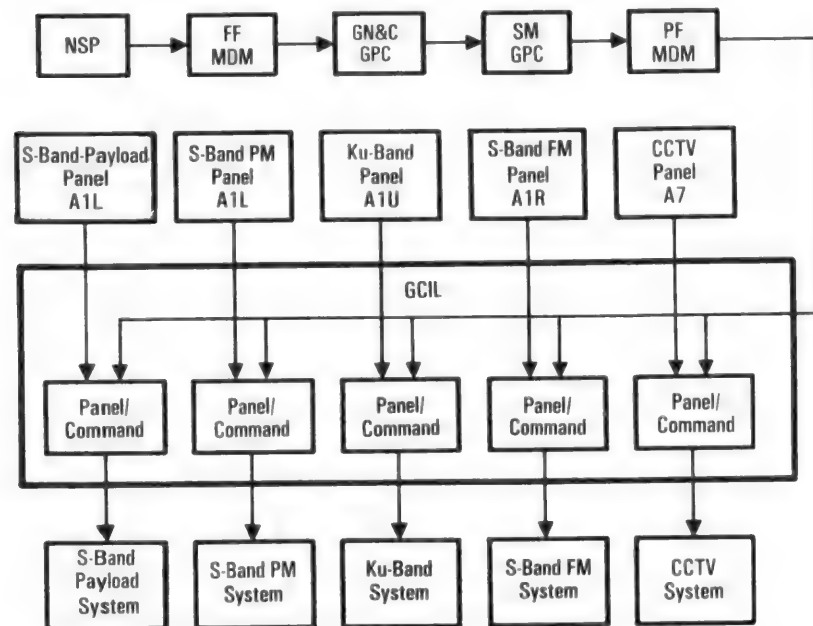 NSP
FF
MDM
GN&C
GPC
SM
GPC
PF
MDM
S-Band-Payload
Panel
A1L
S-Band PM
Panel
A1L
Ku-Band
Panel
A1U
S-Band FM
Panel
A1R
CCTV
Panel
A7
GCIL
Panel/
Command
Panel/
Command
Panel/
Command
Panel/
Command
Panel/
Command
S-Band
Payload
System
S-Band PM
System
Ku-Band
System
S-Band FM
System
CCTV
System